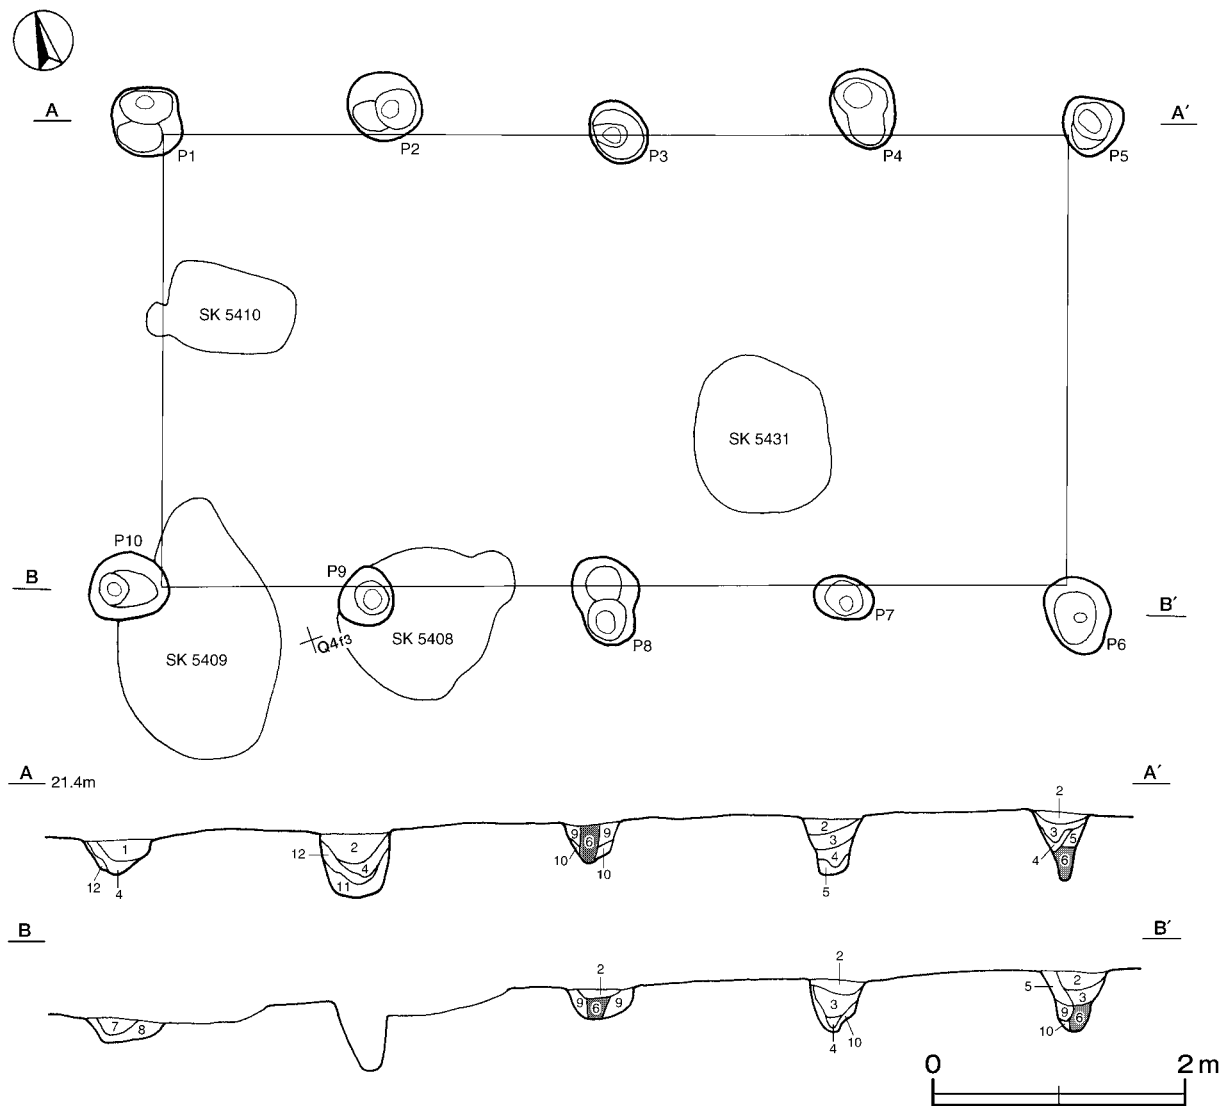 A A′
P1 P2 P3 P4 P5
SK 5410
SK 5431
P10 P9
B B′
Q4f3 SK 5408 P8 P7 P6
SK 5409
A 21.4m A′
2
1 12 2 4 11 9 6 9 2 3 4 3 5 6
12 4 10 10 5 4
B B′
2 2
7 8 9 6 9 3 5 2 3 9 6
4 10 10
0 2m